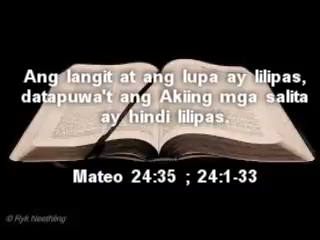 Ang langit at ang lupa ay lilipas,
datapuwa't ang Akiing mga salita
ay hindi lilipas.
Mateo 24:35 ; 24:1-33
© Ryk Neethling